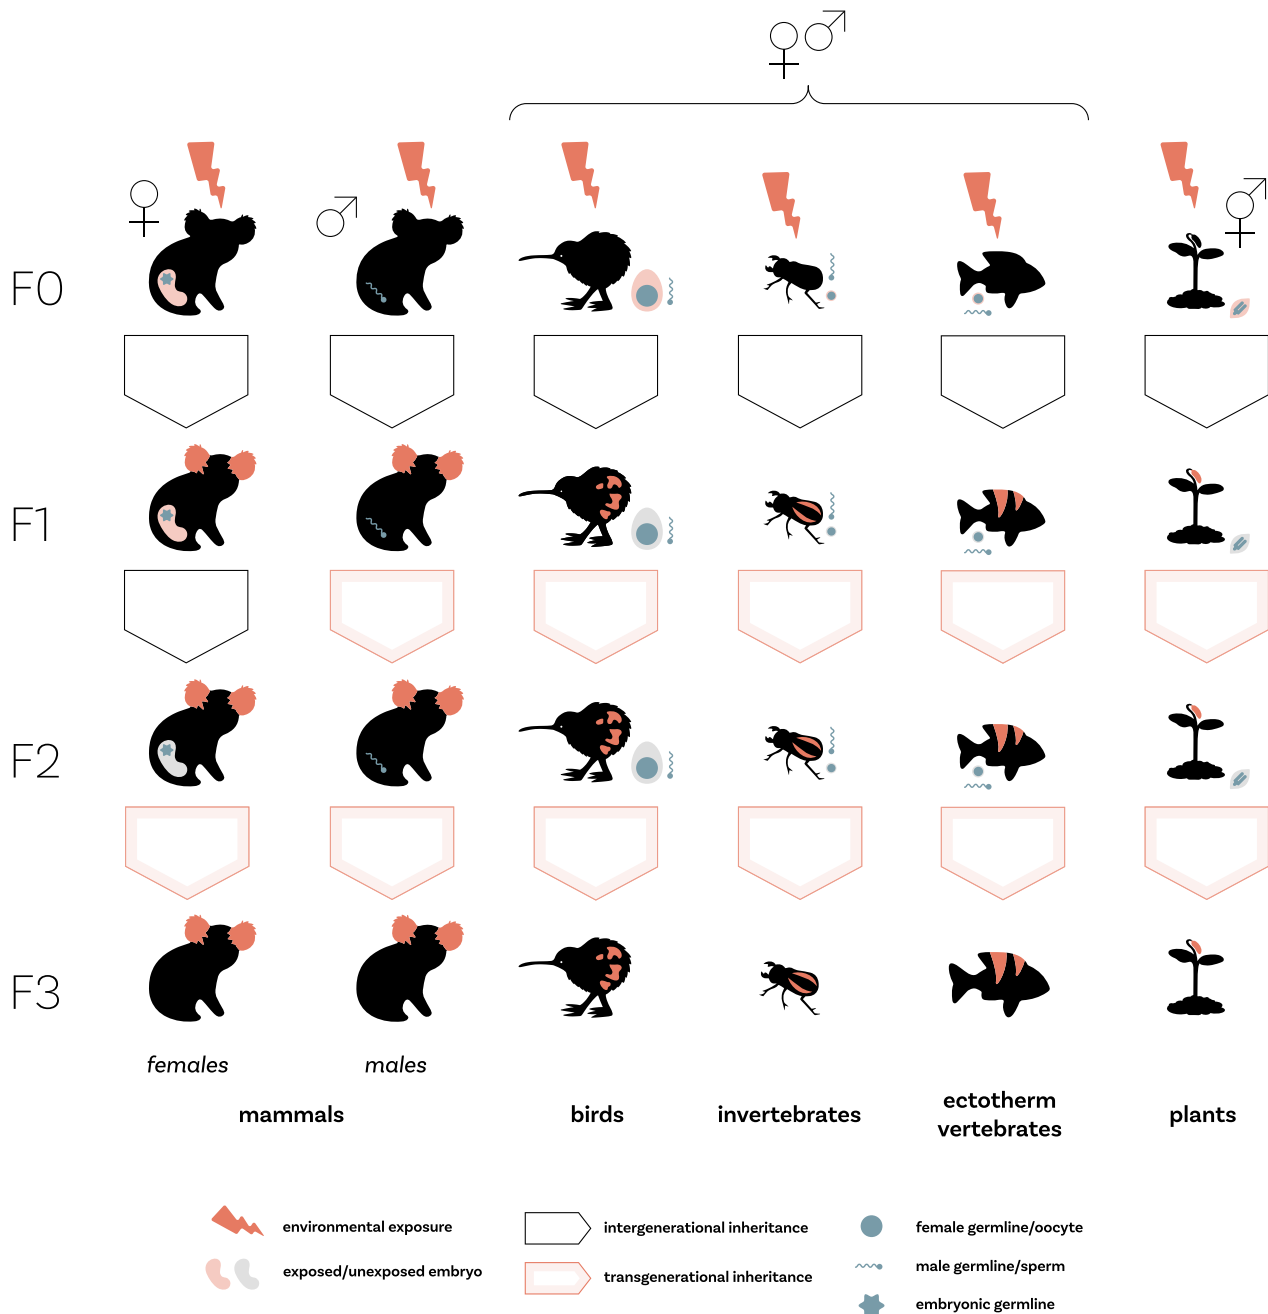 F0
F1
F2
F3
females
males
mammals
birds
invertebrates
ectotherm
vertebrates
plants
environmental exposure
exposed/unexposed embryo
intergenerational inheritance
transgenerational inheritance
female germline/oocyte
male germline/sperm
embryonic germline